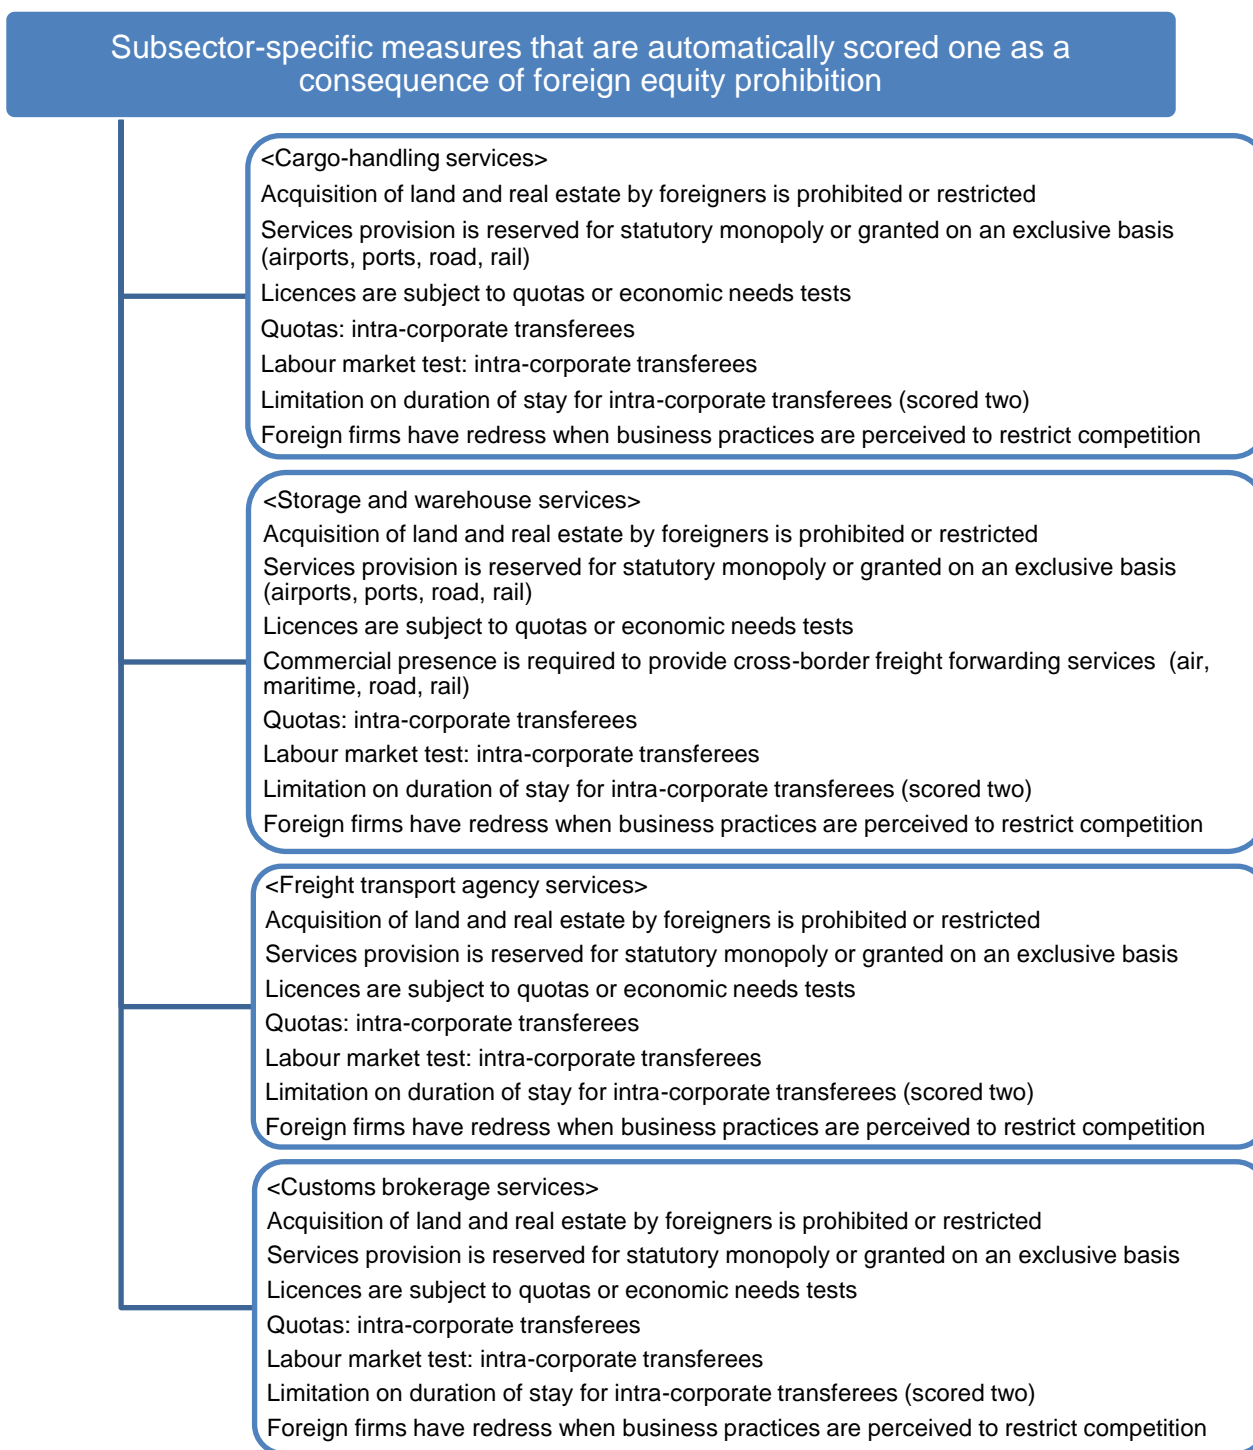 Subsector-specific measures that are automatically scored one as a
consequence of foreign equity prohibition
<Cargo-handling services>
Acquisition of land and real estate by foreigners is prohibited or restricted
Services provision is reserved for statutory monopoly or granted on an exclusive basis
(airports, ports, road, rail)
Licences are subject to quotas or economic needs tests
Quotas: intra-corporate transferees
Labour market test: intra-corporate transferees
Limitation on duration of stay for intra-corporate transferees (scored two)
Foreign firms have redress when business practices are perceived to restrict competition
<Storage and warehouse services>
Acquisition of land and real estate by foreigners is prohibited or restricted
Services provision is reserved for statutory monopoly or granted on an exclusive basis
(airports, ports, road, rail)
Licences are subject to quotas or economic needs tests
Commercial presence is required to provide cross-border freight forwarding services  (air,
maritime, road, rail)
Quotas: intra-corporate transferees
Labour market test: intra-corporate transferees
Limitation on duration of stay for intra-corporate transferees (scored two)
Foreign firms have redress when business practices are perceived to restrict competition
<Freight transport agency services>
Acquisition of land and real estate by foreigners is prohibited or restricted
Services provision is reserved for statutory monopoly or granted on an exclusive basis
Licences are subject to quotas or economic needs tests
Quotas: intra-corporate transferees
Labour market test: intra-corporate transferees
Limitation on duration of stay for intra-corporate transferees (scored two)
Foreign firms have redress when business practices are perceived to restrict competition
<Customs brokerage services>
Acquisition of land and real estate by foreigners is prohibited or restricted
Services provision is reserved for statutory monopoly or granted on an exclusive basis
Licences are subject to quotas or economic needs tests
Quotas: intra-corporate transferees
Labour market test: intra-corporate transferees
Limitation on duration of stay for intra-corporate transferees (scored two)
Foreign firms have redress when business practices are perceived to restrict competition